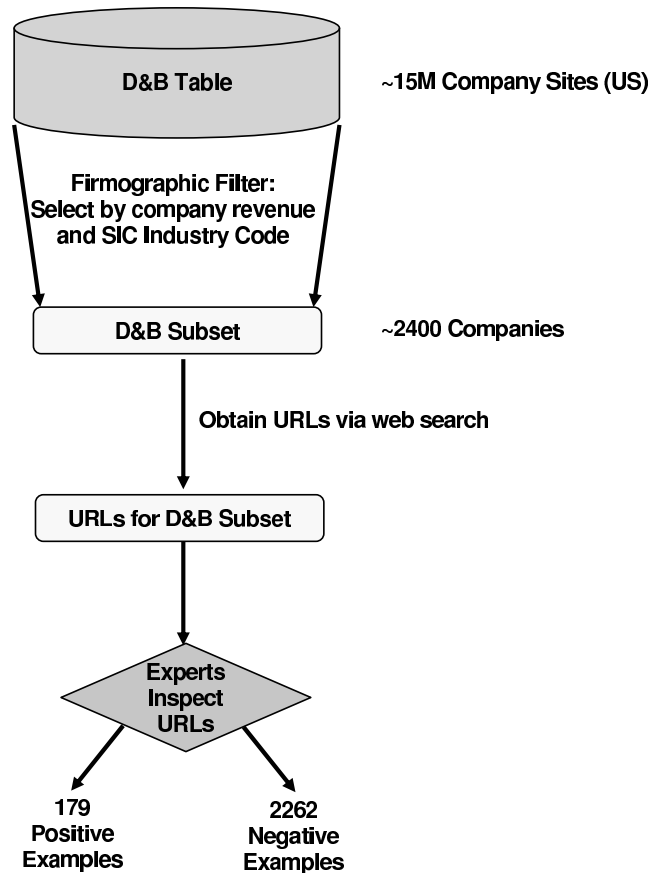 D&B Table
~15M Company Sites (US)
Firmographic Filter:
Select by company revenue
and SIC Industry Code
D&B Subset
~2400 Companies
Obtain URLs via web search
URLs for D&B Subset
Experts
Inspect
URLs
179
Positive
Examples
2262
Negative
Examples